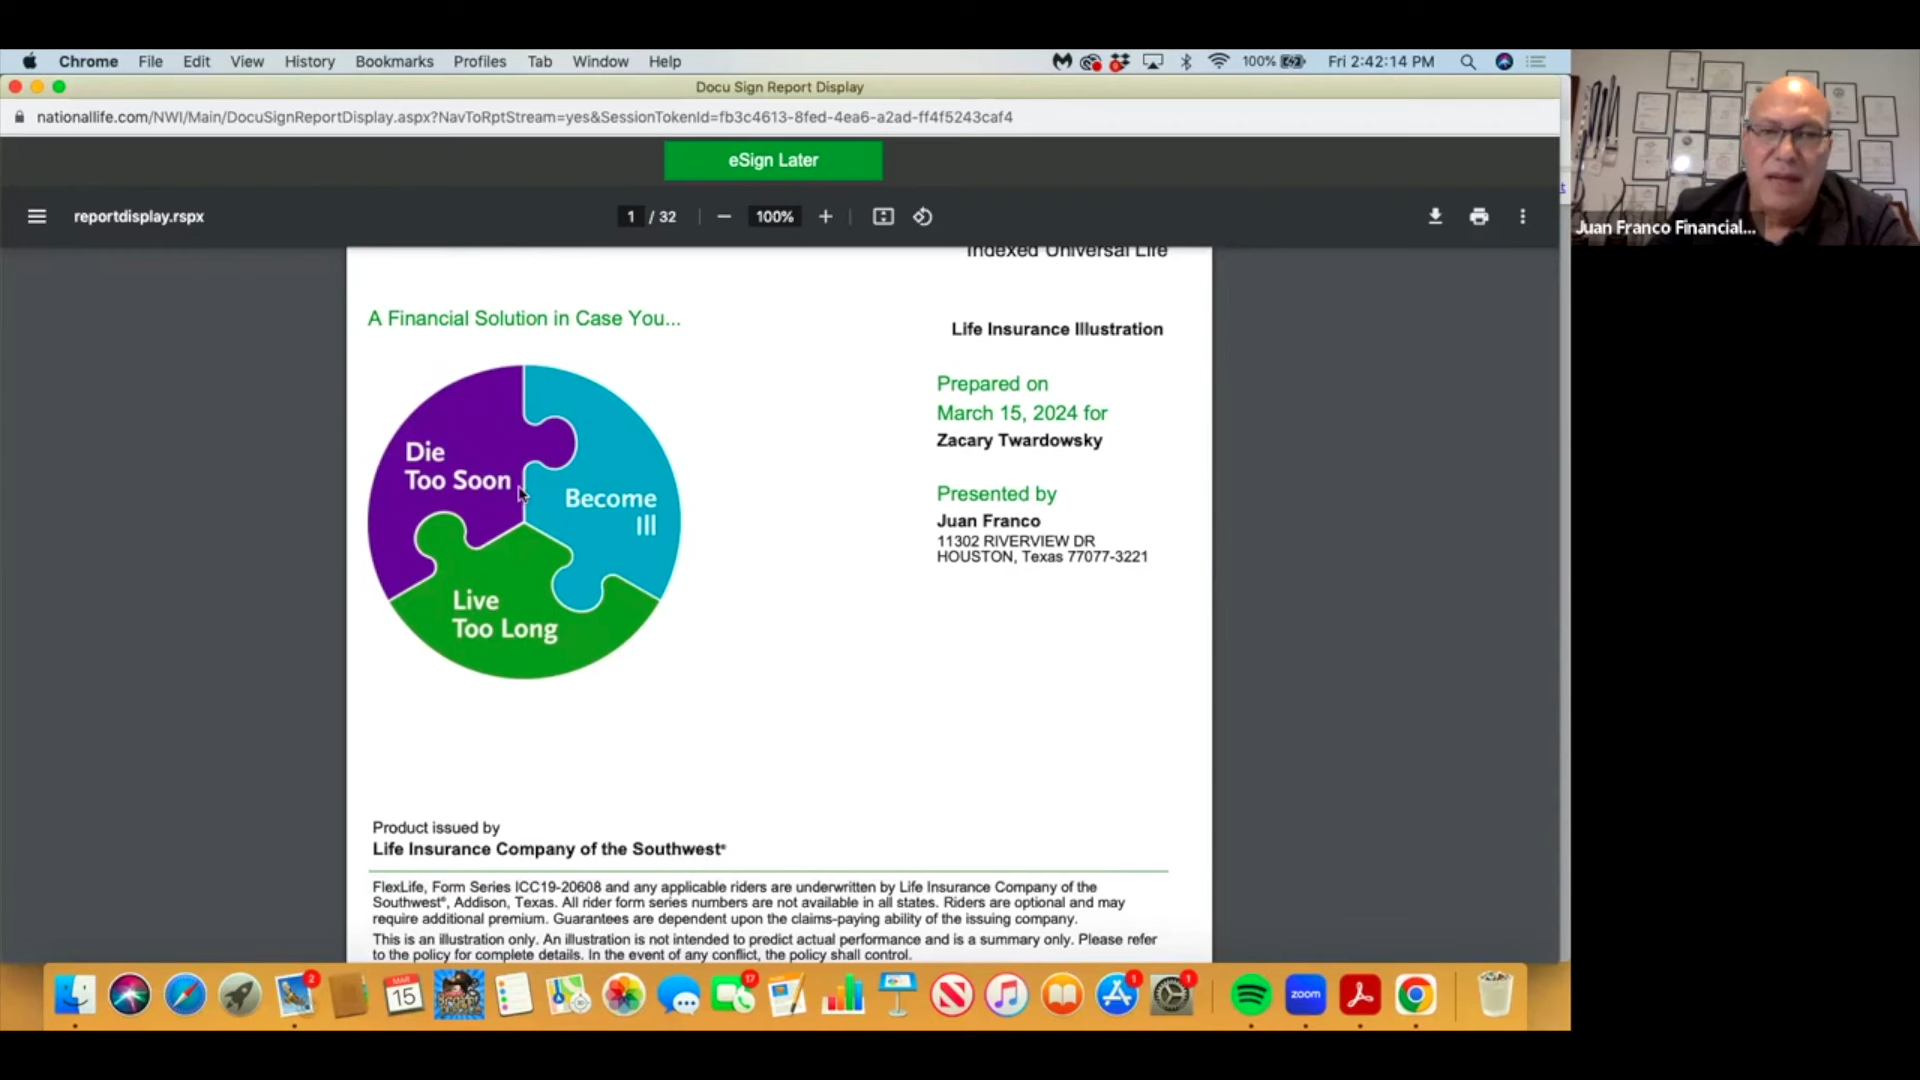 Chrome File Edit View History Bookmarks Profiles Tab Window Help 100% Fri 2:42:14 PM
Docu Sign Report Display
nationallife.com/NWI/Main/DocuSignReportDisplay.aspx?NavToRptStream=yes&SessionTokenId=fb3c4613-8fed-4ea6-a2ad-ff4f5243caf4
eSign Later
reportdisplay.rspx 1 / 32 100%
Juan Franco Financial...
Indexed Universal Life
A Financial Solution in Case You...
Life Insurance Illustration
Die
Too Soon
Become
Ill
Live
Too Long
Prepared on
March 15, 2024 for
Zacary Twardowsky
Presented by
Juan Franco
11302 RIVERVIEW DR
HOUSTON, Texas 77077-3221
Product issued by
Life Insurance Company of the Southwest®
FlexLife, Form Series ICC19-20608 and any applicable riders are underwritten by Life Insurance Company of the
Southwest®, Addison, Texas. All rider form series numbers are not available in all states. Riders are optional and may
require additional premium. Guarantees are dependent upon the claims-paying ability of the issuing company.
This is an illustration only. An illustration is not intended to predict actual performance and is a summary only. Please refer
to the policy for complete details. In the event of any conflict, the policy shall control.
2
MAR
15
17
1
1
zoom